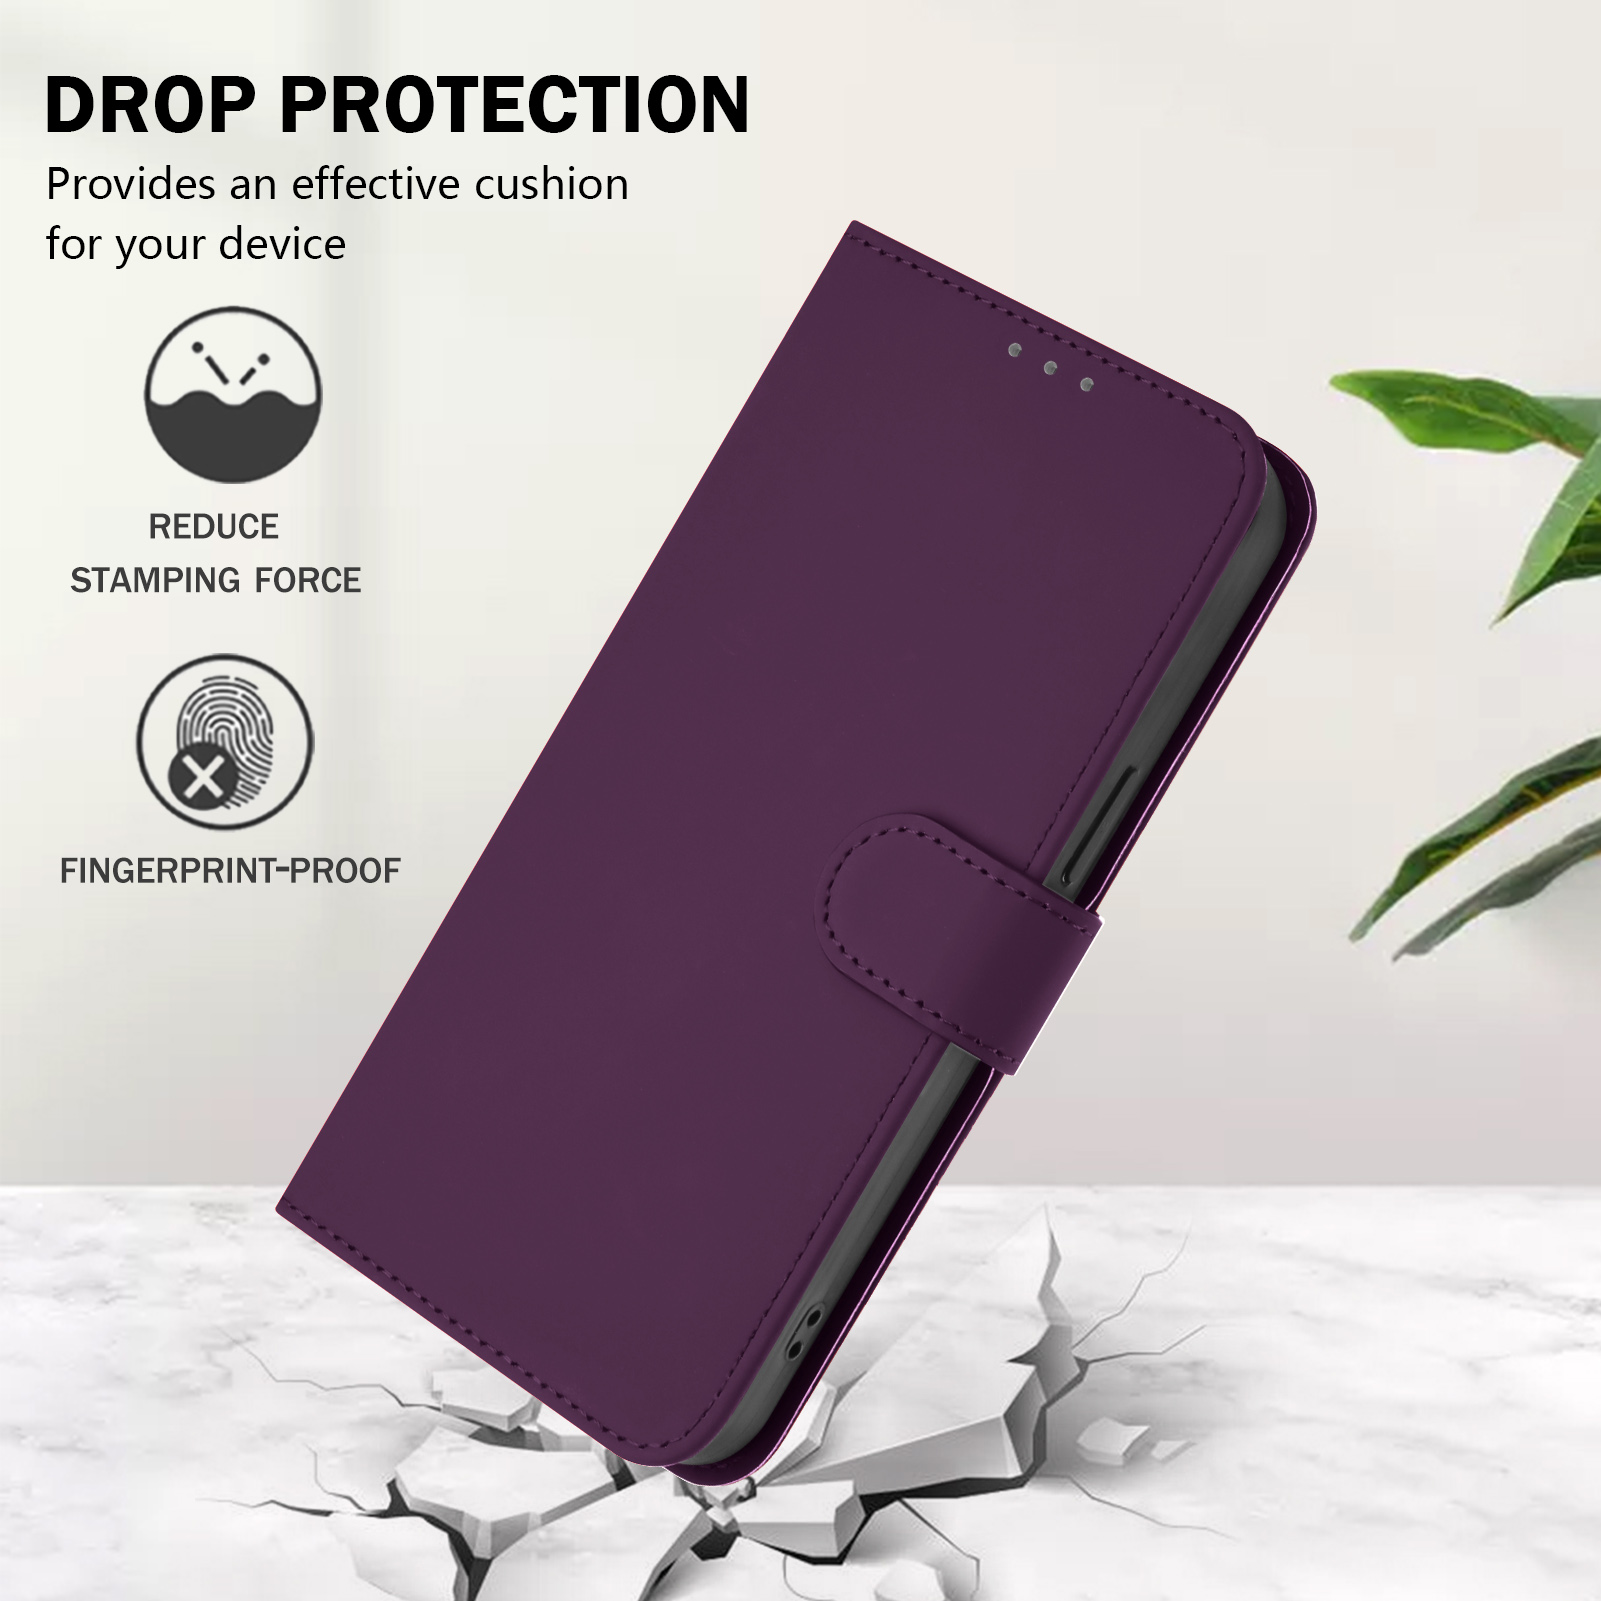 DROP PROTECTION
Provides an effective cushion
for your device
REDUCE
STAMPING FORCE
FINGERPRINT-PROOF